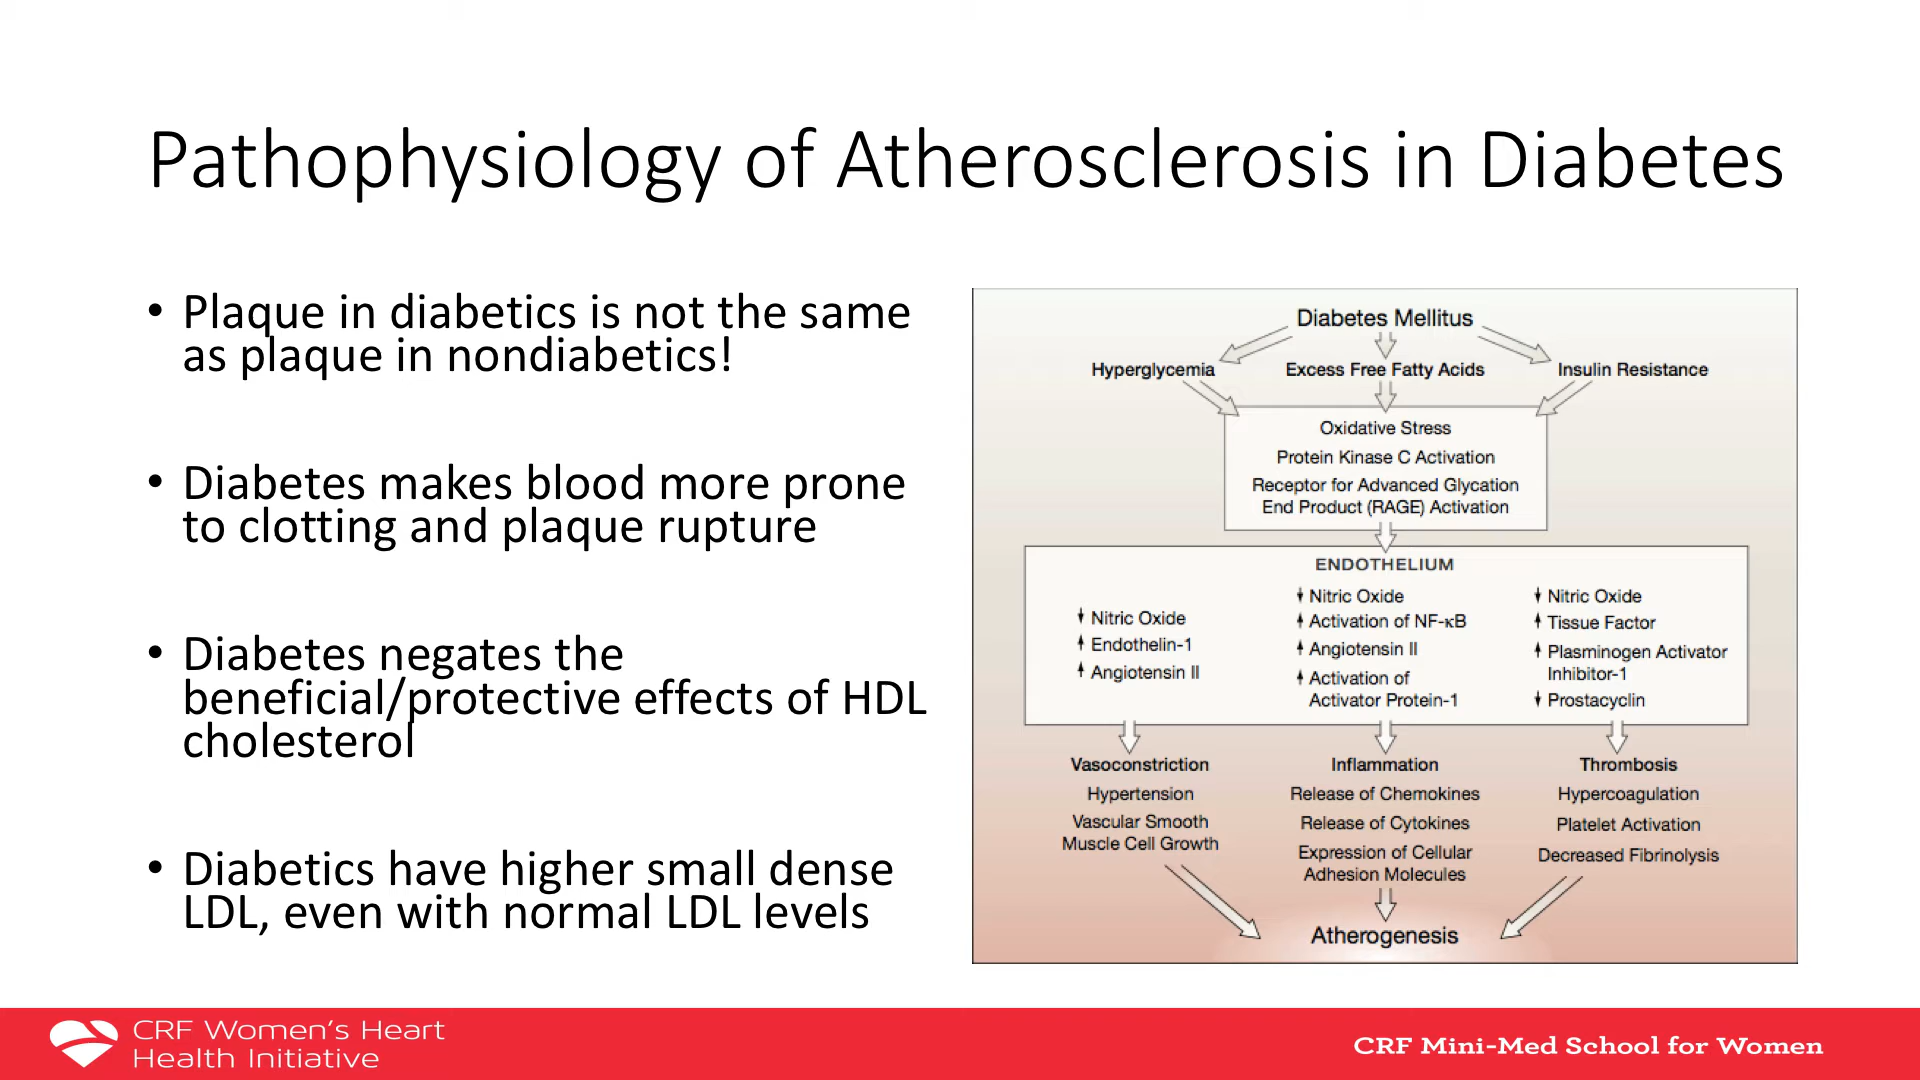 Pathophysiology of Atherosclerosis in Diabetes
• Plaque in diabetics is not the same
as plaque in nondiabetics!
• Diabetes makes blood more prone
to clotting and plaque rupture
• Diabetes negates the
beneficial/protective effects of HDL
cholesterol
• Diabetics have higher small dense
LDL, even with normal LDL levels
Diabetes Mellitus
Hyperglycemia
Excess Free Fatty Acids
Insulin Resistance
Oxidative Stress
Protein Kinase C Activation
Receptor for Advanced Glycation
End Product (RAGE) Activation
ENDOTHELIUM
Nitric Oxide
Endothelin-1
Angiotensin II
Nitric Oxide
Activation of NF-κB
Angiotensin II
Activation of
Activator Protein-1
Nitric Oxide
Tissue Factor
Plasminogen Activator
Inhibitor-1
Prostacyclin
Vasoconstriction
Hypertension
Vascular Smooth
Muscle Cell Growth
Inflammation
Release of Chemokines
Release of Cytokines
Expression of Cellular
Adhesion Molecules
Thrombosis
Hypercoagulation
Platelet Activation
Decreased Fibrinolysis
Atherogenesis
CRF Women's Heart
Health Initiative
CRF Mini-Med School for Women